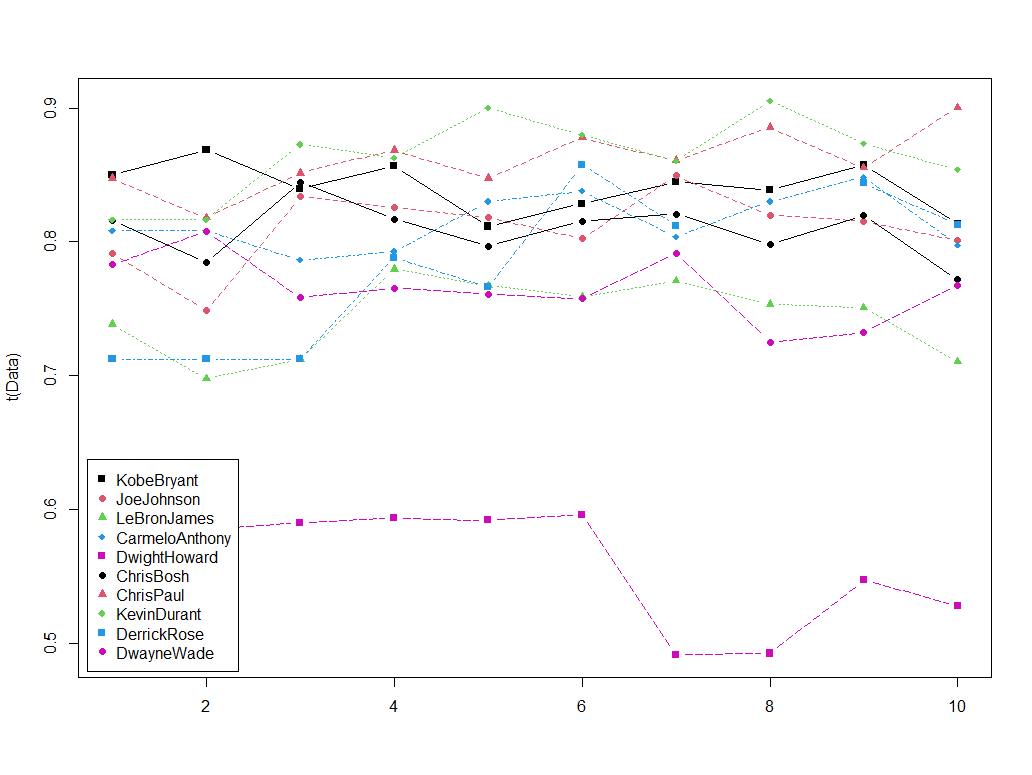 0.9
0.8
0.7
0.6
0.5
t(Data)
KobeBryant
JoeJohnson
LeBronJames
CarmeloAnthony
DwightHoward
ChrisBosh
ChrisPaul
KevinDurant
DerrickRose
DwayneWade
2 4 6 8 10